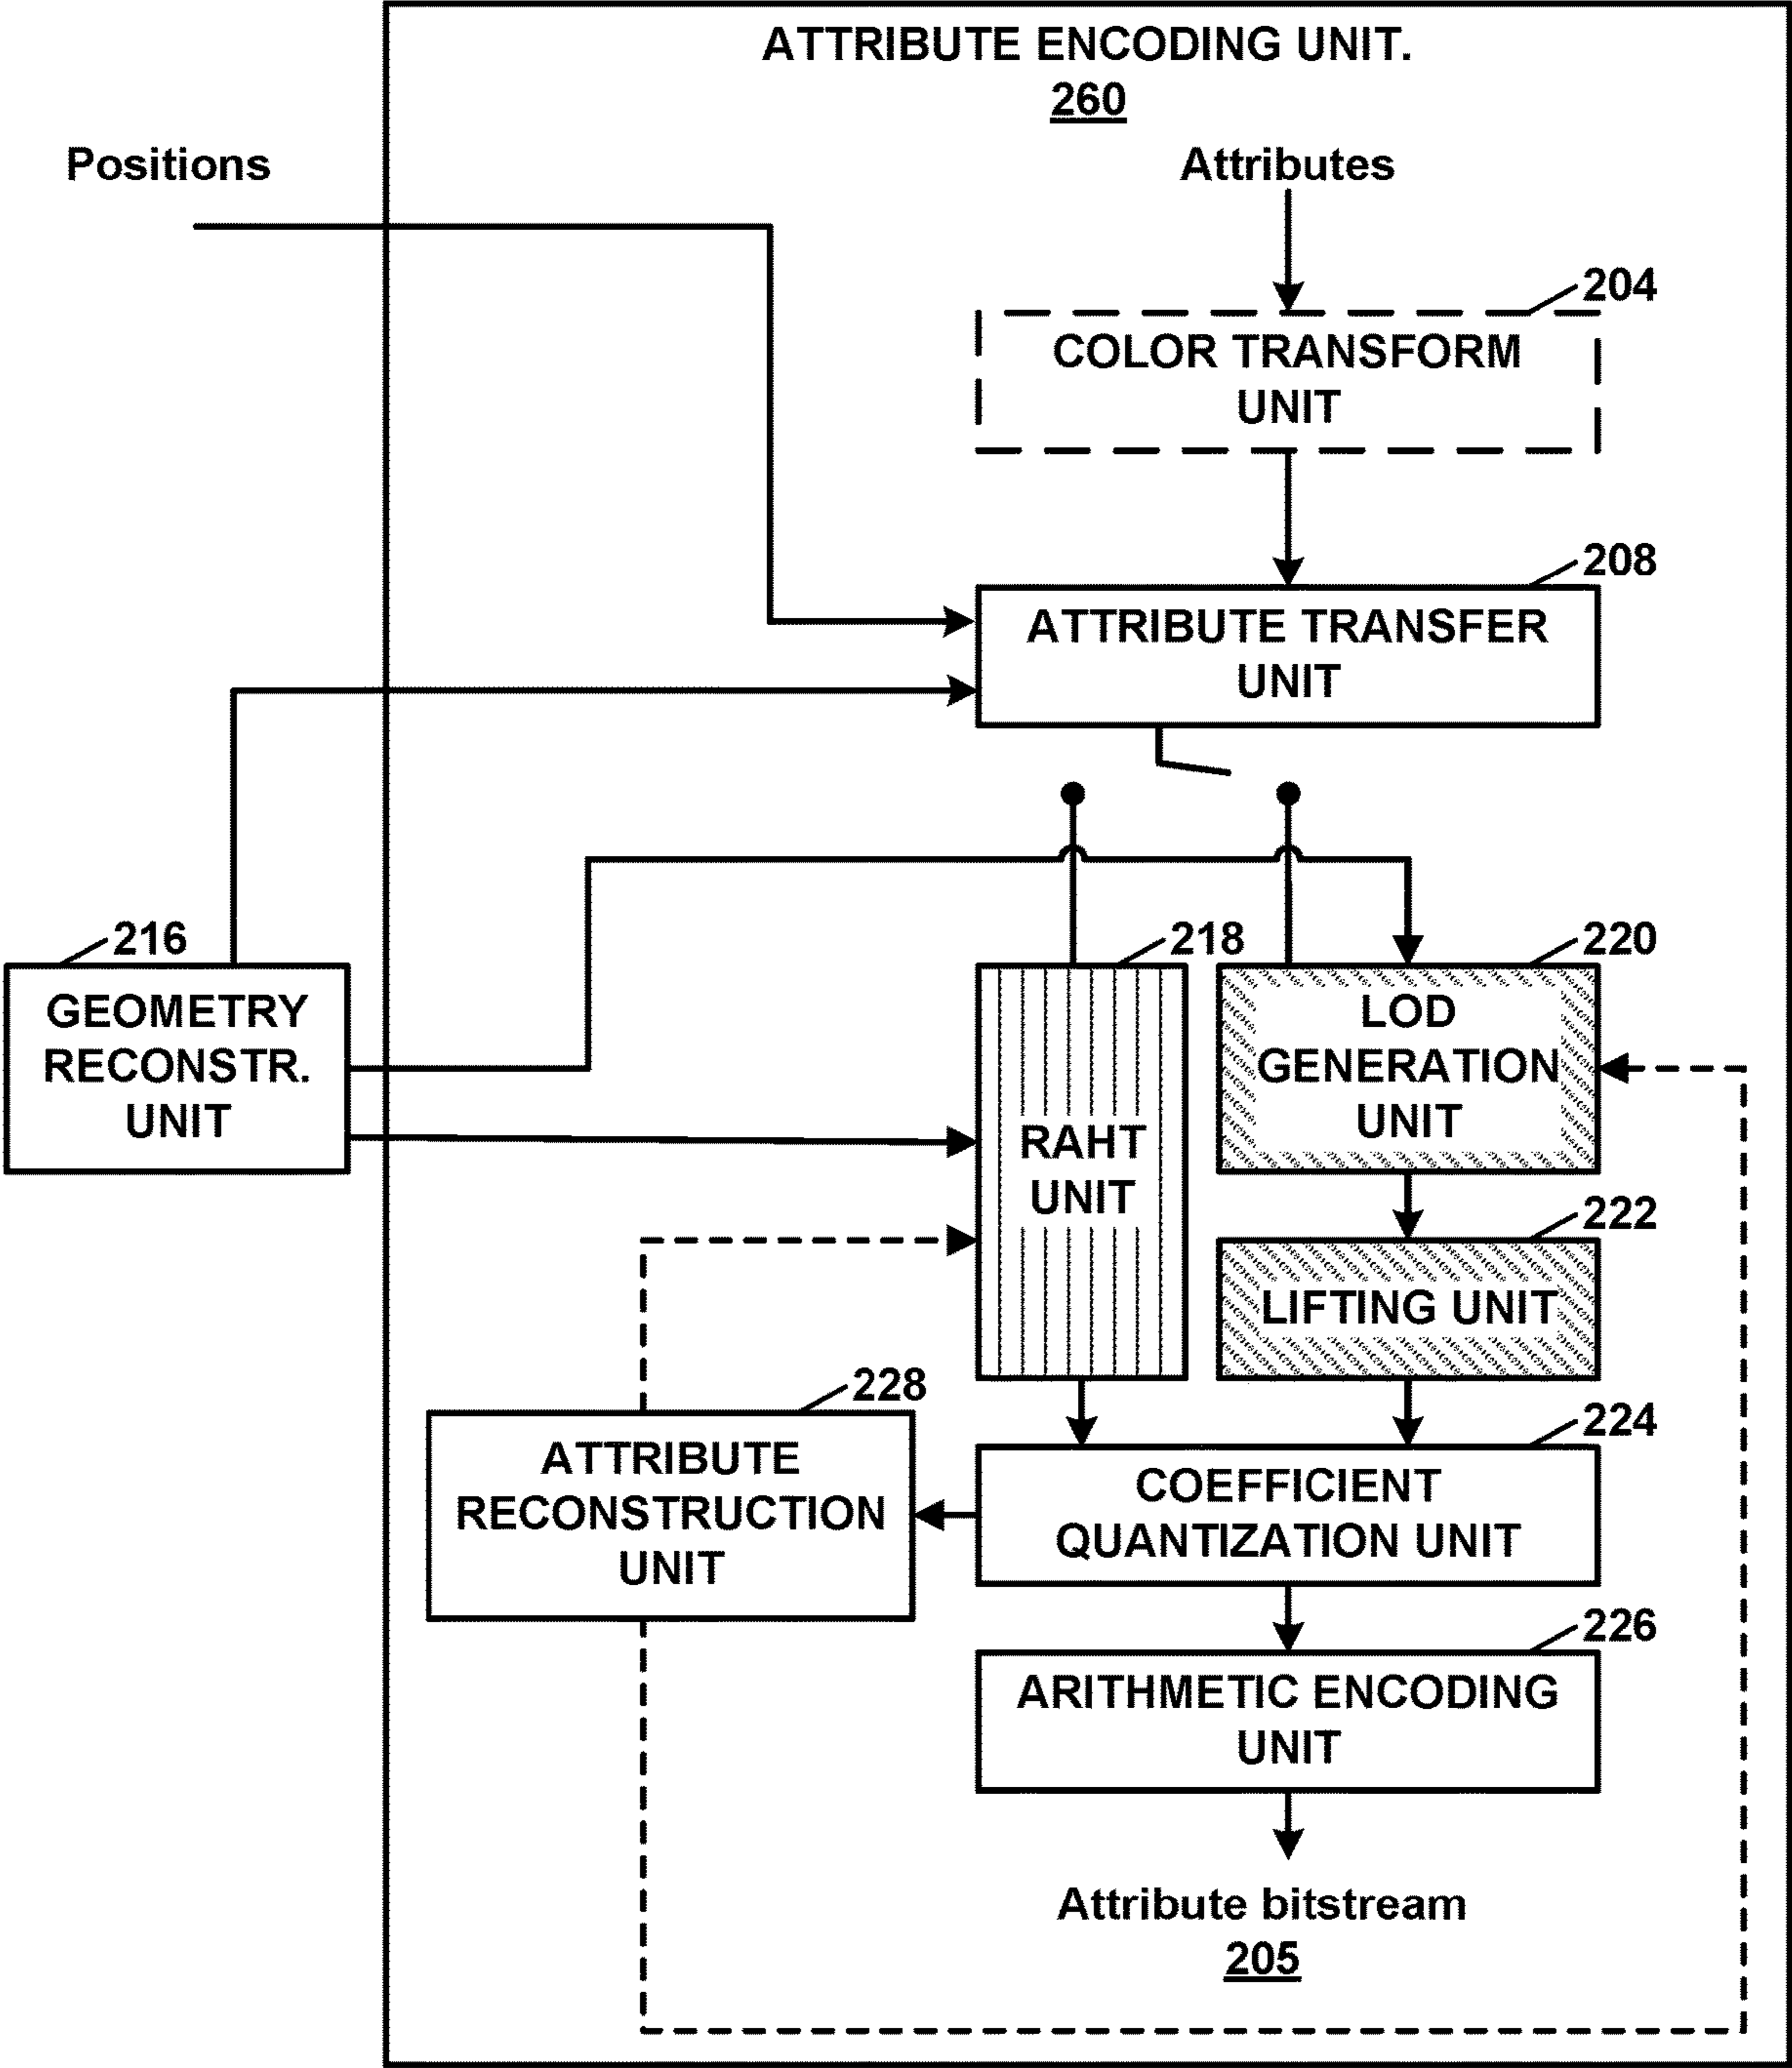 ATTRIBUTE ENCODING UNIT.
260
Positions
Attributes
204
COLOR TRANSFORM
UNIT
208
ATTRIBUTE TRANSFER
UNIT
216
GEOMETRY
RECONSTR.
UNIT
218
RAHT
UNIT
220
LOD
GENERATION
UNIT
222
LIFTING UNIT
228
ATTRIBUTE
RECONSTRUCTION
UNIT
224
COEFFICIENT
QUANTIZATION UNIT
226
ARITHMETIC ENCODING
UNIT
Attribute bitstream
205